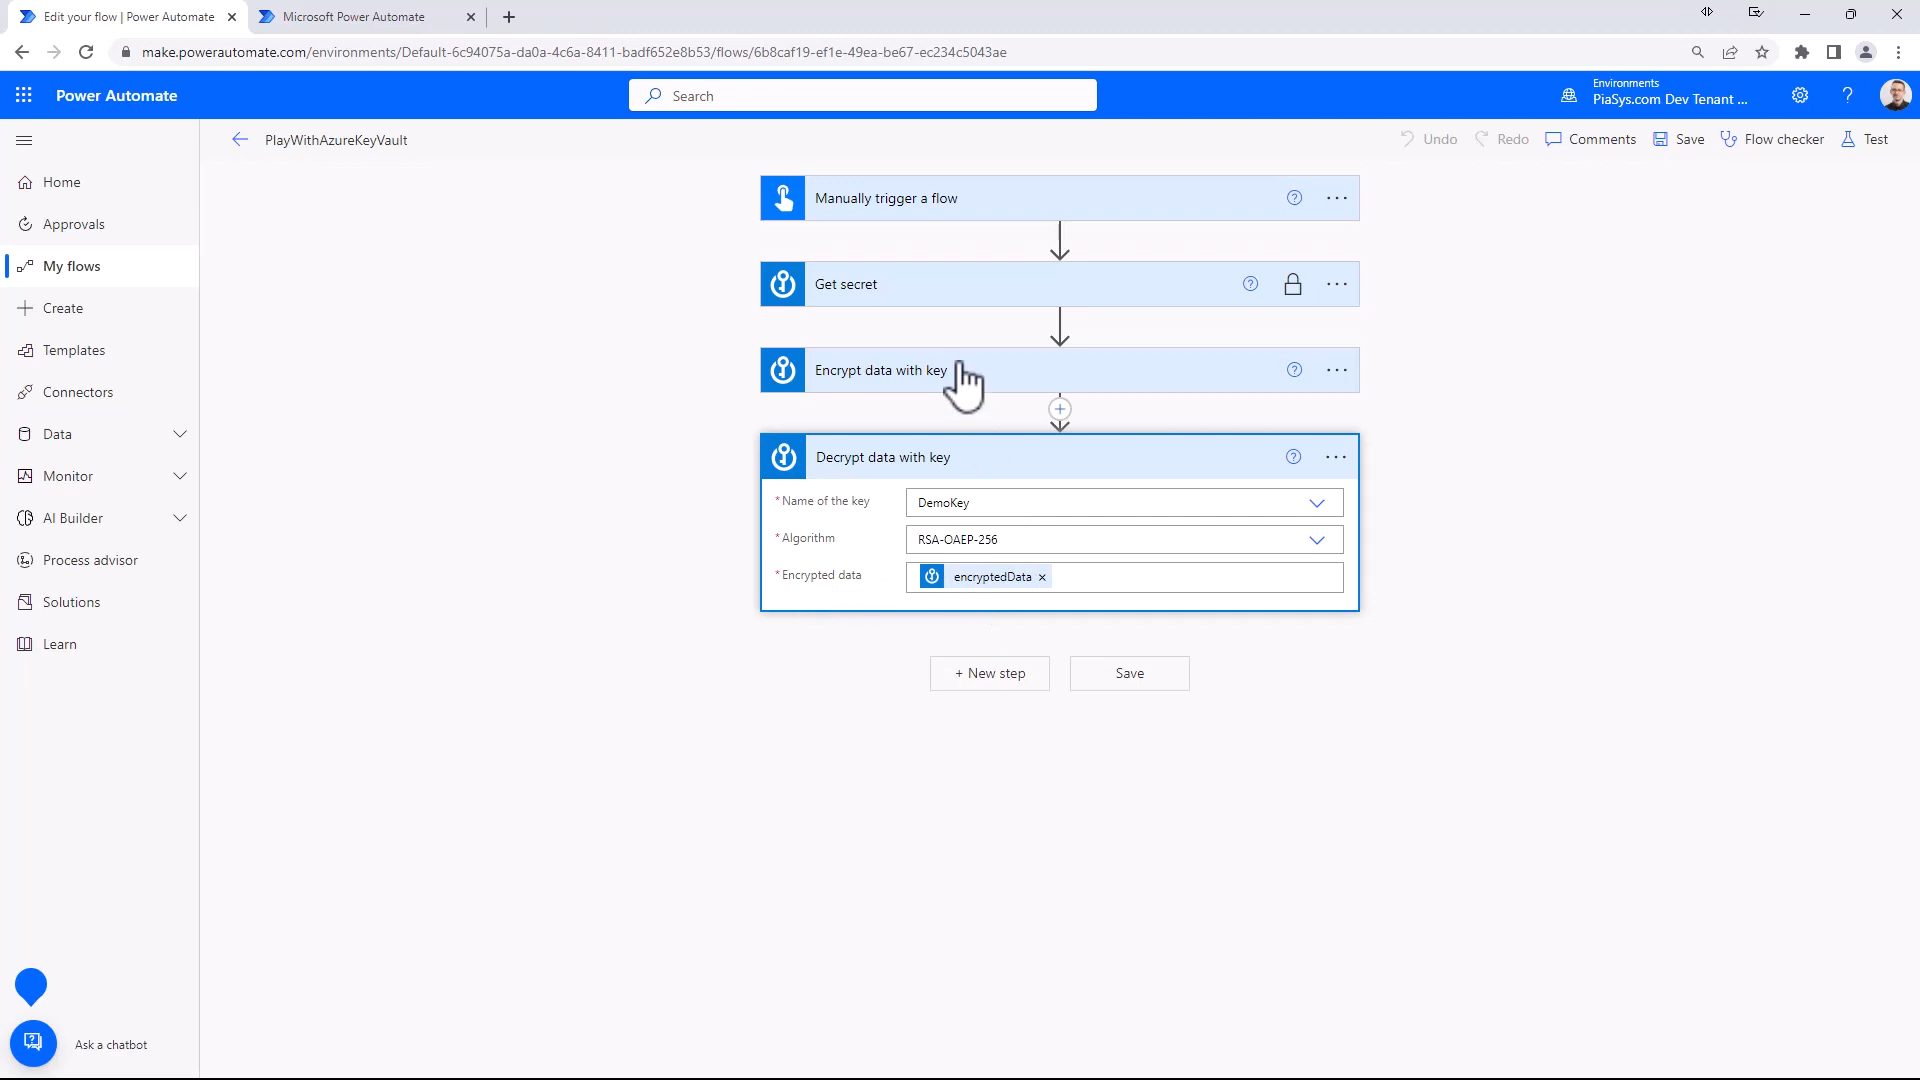 Edit your flow | Power Automate
Microsoft Power Automate
make.powerautomate.com/environments/Default-6c94075a-da0a-4c6a-8411-badf652e8b53/flows/6b8caf19-ef1e-49ea-be67-ec234c5043ae
Power Automate
Search
Environments
PiaSys.com Dev Tenant ...
PlayWithAzureKeyVault
Undo
Redo
Comments
Save
Flow checker
Test
Home
Approvals
My flows
Create
Templates
Connectors
Data
Monitor
AI Builder
Process advisor
Solutions
Learn
Ask a chatbot
Manually trigger a flow
Get secret
Encrypt data with key
Decrypt data with key
* Name of the key
DemoKey
* Algorithm
RSA-OAEP-256
* Encrypted data
encryptedData ×
+ New step
Save